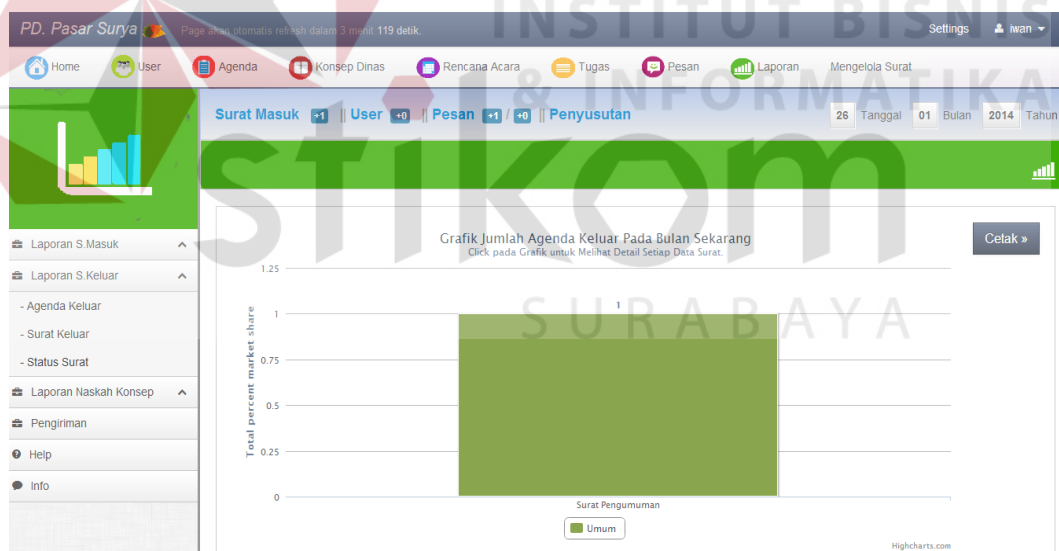 INSTITUT BISNIS
& INFORMATIKA
stikom
SURABAYA
PD. Pasar Surya
Page akan otomatis refresh dalam 3 menit 119 detik.
Settings
iwan
Home
User
Agenda
Konsep Dinas
Rencana Acara
Tugas
Pesan
Laporan
Mengelola Surat
Surat Masuk +1 || User +0 || Pesan +1 / +0 || Penyusutan
26 Tanggal 01 Bulan 2014 Tahun
Laporan S.Masuk
Laporan S.Keluar
- Agenda Keluar
- Surat Keluar
- Status Surat
Laporan Naskah Konsep
Pengiriman
Help
Info
Grafik Jumlah Agenda Keluar Pada Bulan Sekarang
Click pada Grafik untuk Melihat Detail Setiap Data Surat.
Cetak »
Total percent market share
1.25
1
0.75
0.5
0.25
0
1
Surat Pengumuman
Umum
Highcharts.com